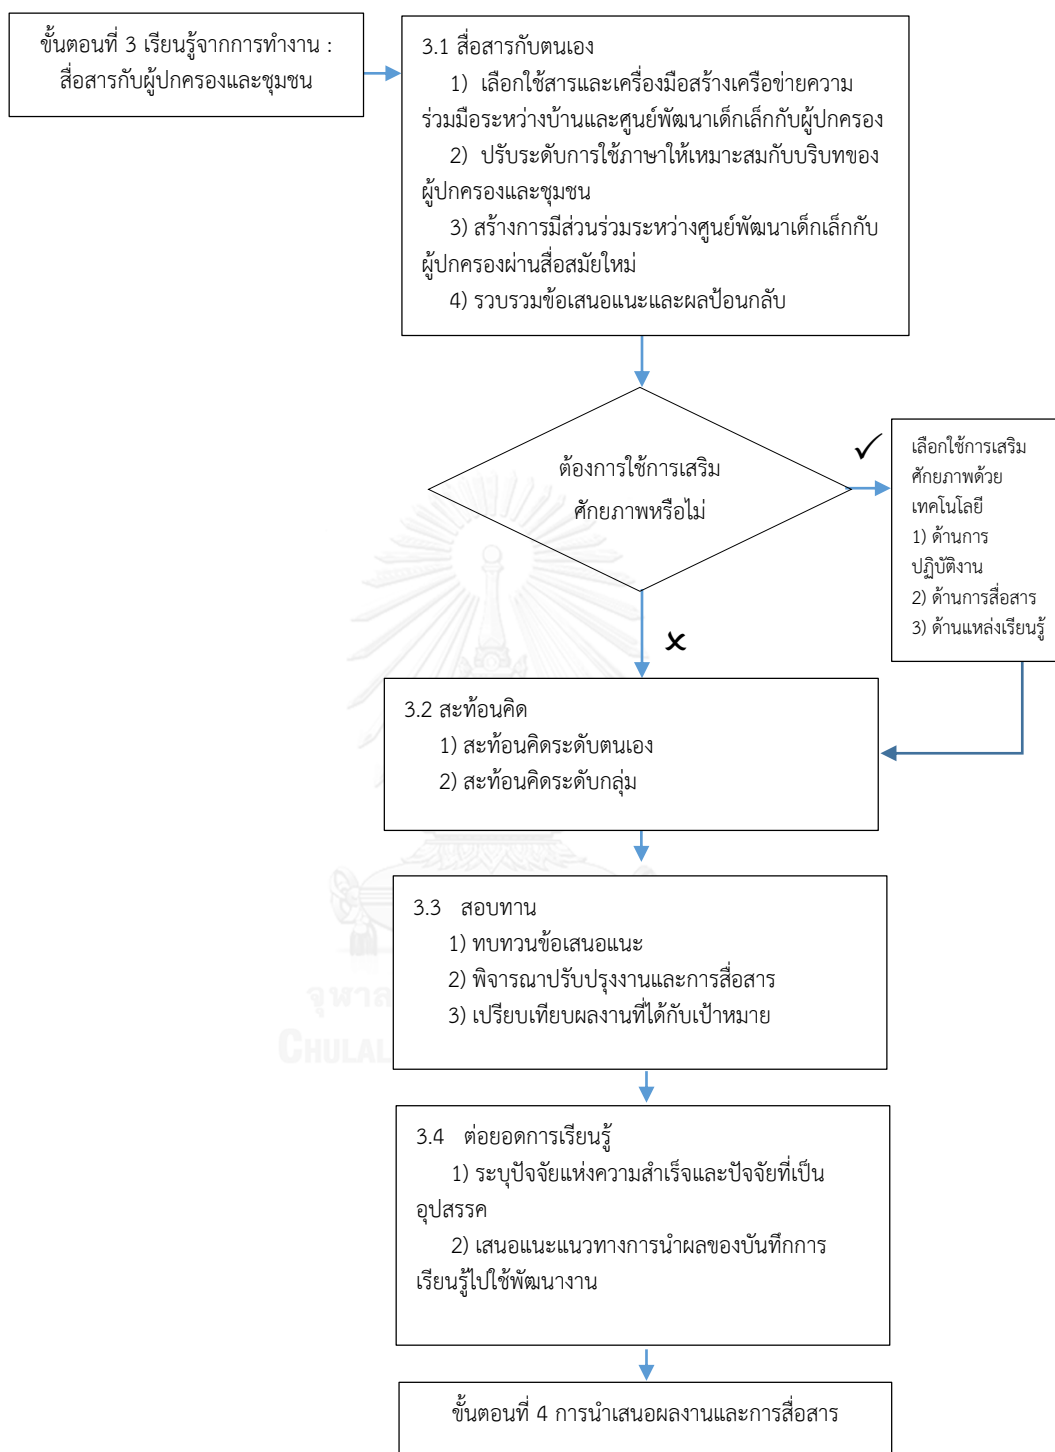 ขั้นตอนที่ 3 เรียนรู้จากการทำงาน :
สื่อสารกับผู้ปกครองและชุมชน
3.1 สื่อสารกับตนเอง
1) เลือกใช้สารและเครื่องมือสร้างเครือข่ายความ
ร่วมมือระหว่างบ้านและศูนย์พัฒนาเด็กเล็กกับผู้ปกครอง
2) ปรับระดับการใช้ภาษาให้เหมาะสมกับบริบทของ
ผู้ปกครองและชุมชน
3) สร้างการมีส่วนร่วมระหว่างศูนย์พัฒนาเด็กเล็กกับ
ผู้ปกครองผ่านสื่อสมัยใหม่
4) รวบรวมข้อเสนอแนะและผลป้อนกลับ
ต้องการใช้การเสริม
ศักยภาพหรือไม่
เลือกใช้การเสริม
ศักยภาพด้วย
เทคโนโลยี
1) ด้านการ
ปฏิบัติงาน
2) ด้านการสื่อสาร
3) ด้านแหล่งเรียนรู้
3.2 สะท้อนคิด
1) สะท้อนคิดระดับตนเอง
2) สะท้อนคิดระดับกลุ่ม
3.3 สอบทาน
1) ทบทวนข้อเสนอแนะ
2) พิจารณาปรับปรุงงานและการสื่อสาร
3) เปรียบเทียบผลงานที่ได้กับเป้าหมาย
จุฬาล
CHULAL
3.4 ต่อยอดการเรียนรู้
1) ระบุปัจจัยแห่งความสำเร็จและปัจจัยที่เป็น
อุปสรรค
2) เสนอแนะแนวทางการนำผลของบันทึกการ
เรียนรู้ไปใช้พัฒนางาน
ขั้นตอนที่ 4 การนำเสนอผลงานและการสื่อสาร